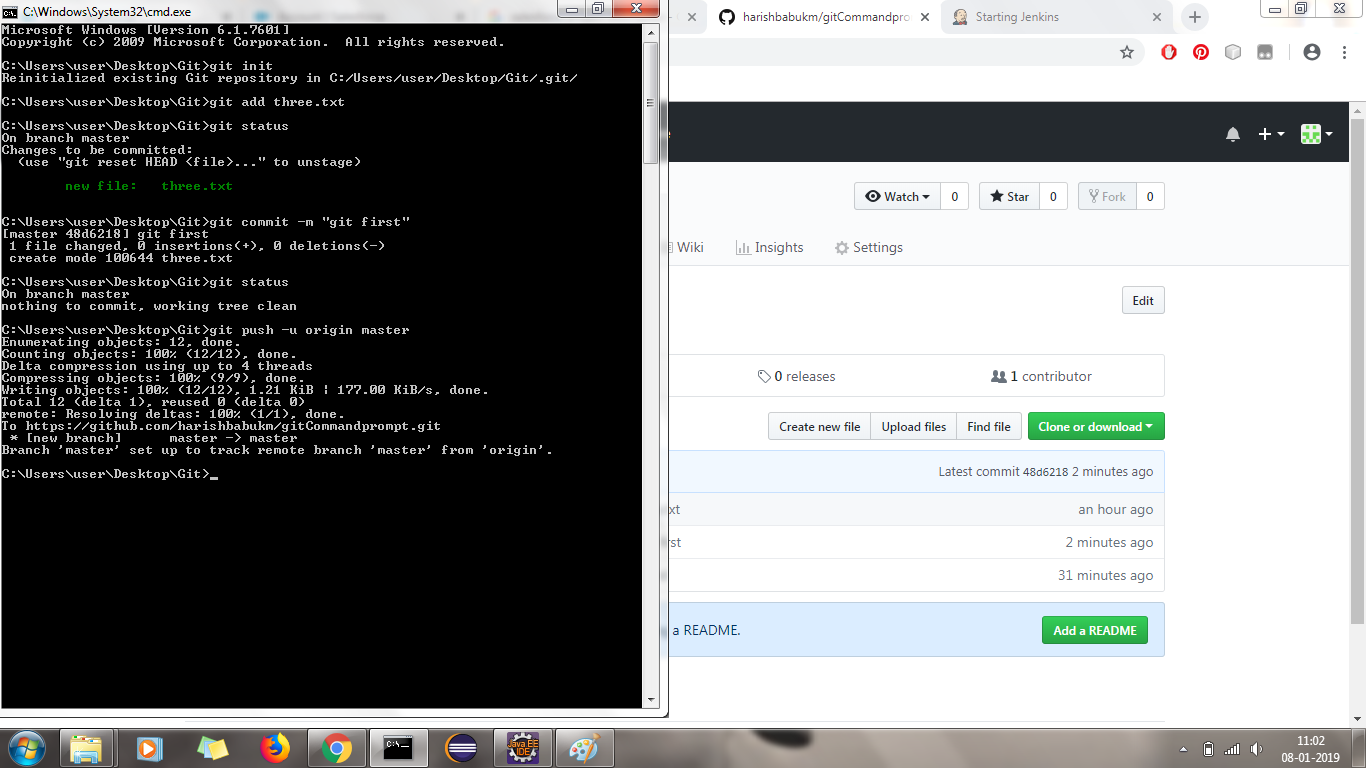 C:\Windows\System32\cmd.exe
Microsoft Windows [Version 6.1.7601]
Copyright (c) 2009 Microsoft Corporation.  All rights reserved.
C:\Users\user\Desktop\Git>git init
Reinitialized existing Git repository in C:/Users/user/Desktop/Git/.git/
C:\Users\user\Desktop\Git>git add three.txt
C:\Users\user\Desktop\Git>git status
On branch master
Changes to be committed:
  (use "git reset HEAD <file>..." to unstage)
        new file:   three.txt
C:\Users\user\Desktop\Git>git commit -m "git first"
[master 48d6218] git first
 1 file changed, 0 insertions(+), 0 deletions(-)
 create mode 100644 three.txt
C:\Users\user\Desktop\Git>git status
On branch master
nothing to commit, working tree clean
C:\Users\user\Desktop\Git>git push -u origin master
Enumerating objects: 12, done.
Counting objects: 100% (12/12), done.
Delta compression using up to 4 threads
Compressing objects: 100% (9/9), done.
Writing objects: 100% (12/12), 1.21 KiB | 177.00 KiB/s, done.
Total 12 (delta 1), reused 0 (delta 0)
remote: Resolving deltas: 100% (1/1), done.
To https://github.com/harishbabukm/gitCommandprompt.git
 * [new branch]      master -> master
Branch 'master' set up to track remote branch 'master' from 'origin'.
C:\Users\user\Desktop\Git>_
harishbabukm/gitCommandpro
Starting Jenkins
Watch 0
Star 0
Fork 0
Wiki
Insights
Settings
Edit
0 releases
1 contributor
Create new file
Upload files
Find file
Clone or download
Latest commit 48d6218 2 minutes ago
xt an hour ago
rst 2 minutes ago
31 minutes ago
a README.
Add a README
C:\_
Java EE
IDE
11:02
08-01-2019